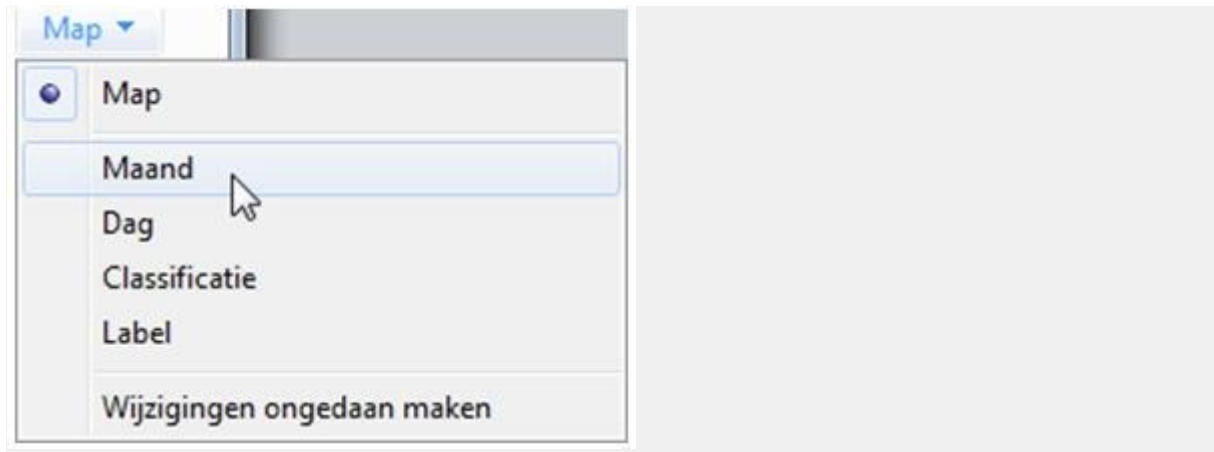 Map
Map
Maand
Dag
Classificatie
Label
Wijzigingen ongedaan maken